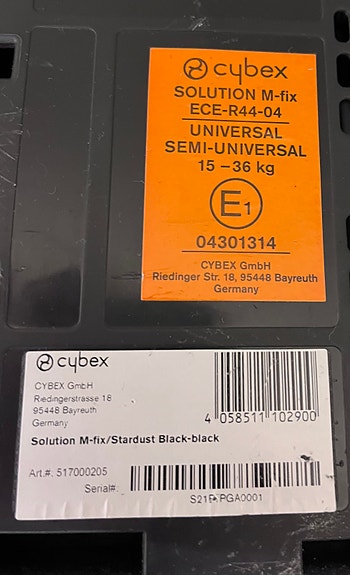 cybex
SOLUTION M-fix
ECE-R44-04
UNIVERSAL
SEMI-UNIVERSAL
15 – 36 kg
E1
04301314
CYBEX GmbH
Riedinger Str. 18, 95448 Bayreuth
Germany
cybex
CYBEX GmbH
Riedingerstrasse 18
95448 Bayreuth
Germany
4 058511 102900
Solution M-fix/Stardust Black-black
Art.#: 517000205
Serial#: